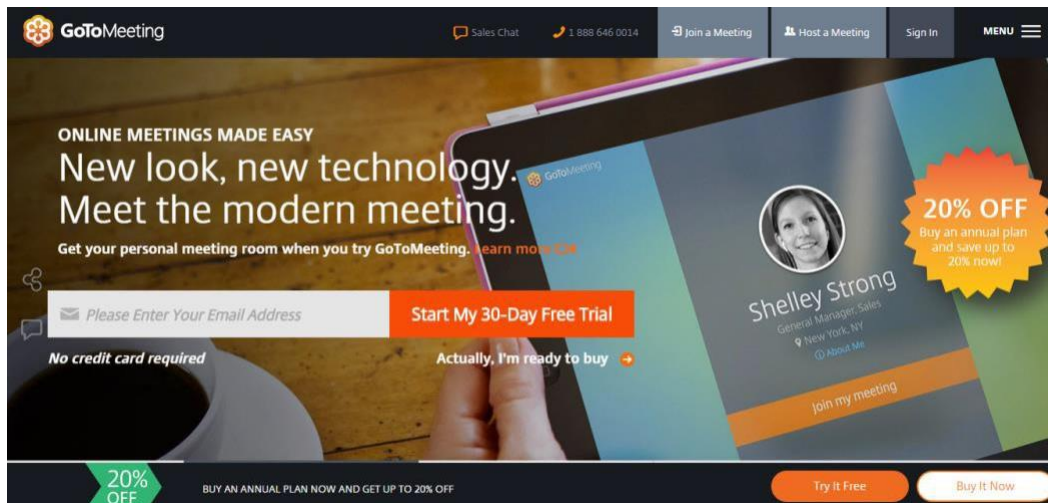 GoToMeeting
Sales Chat
1 888 646 0014
Join a Meeting
Host a Meeting
Sign In
MENU
ONLINE MEETINGS MADE EASY
New look, new technology.
Meet the modern meeting.
Get your personal meeting room when you try GoToMeeting. Learn more
Please Enter Your Email Address
Start My 30-Day Free Trial
No credit card required
Actually, I'm ready to buy
GoToMeeting
Shelley Strong
General Manager, Sales
New York, NY
About Me
Join my meeting
20% OFF
Buy an annual plan
and save up to
20% now!
20%
OFF
BUY AN ANNUAL PLAN NOW AND GET UP TO 20% OFF
Try It Free
Buy It Now